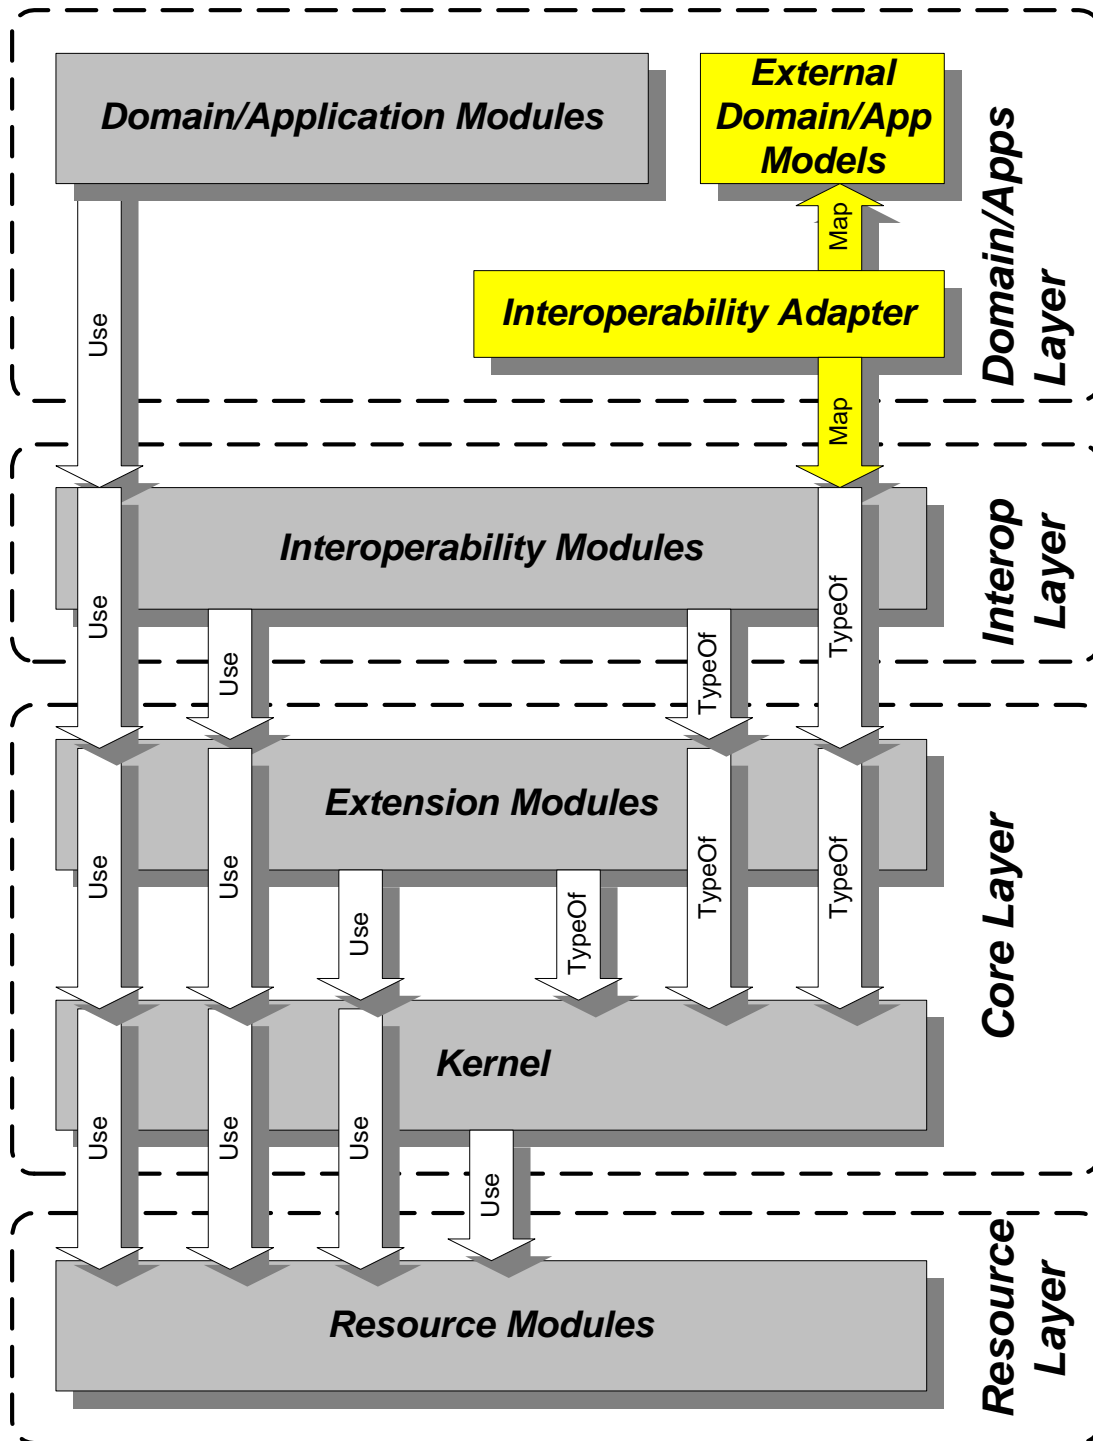 Domain/Application Modules
External
Domain/App
Models
Map
Interoperability Adapter
Use
Map
Domain/Apps
Layer
Interoperability Modules
Use
Use
TypeOf
TypeOf
Interop
Layer
Extension Modules
Use
Use
Use
TypeOf
TypeOf
TypeOf
Core Layer
Kernel
Use
Use
Use
Use
Resource Modules
Resource
Layer